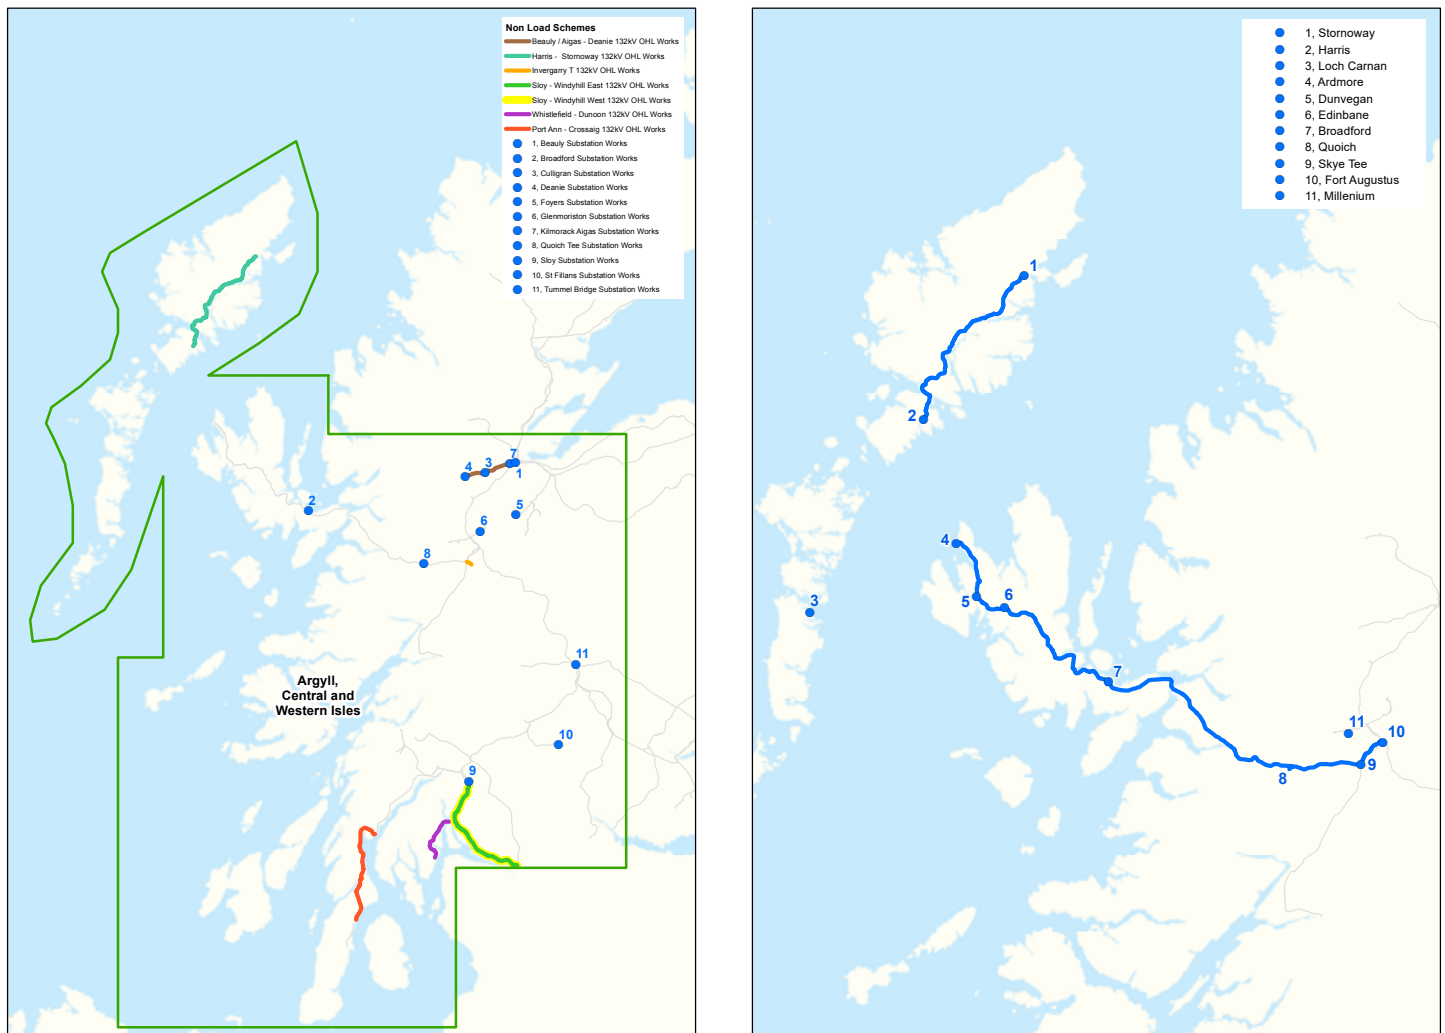 Non Load Schemes
Beauly / Aigas - Deanie 132kV OHL Works
Harris - Stornoway 132kV OHL Works
Invergarry T 132kV OHL Works
Sloy - Windyhill East 132kV OHL Works
Sloy - Windyhill West 132kV OHL Works
Whistlefield - Dunoon 132kV OHL Works
Port Ann - Crossaig 132kV OHL Works
1, Beauly Substation Works
2, Broadford Substation Works
3, Culligran Substation Works
4, Deanie Substation Works
5, Foyers Substation Works
6, Glenmoriston Substation Works
7, Kilmorack Aigas Substation Works
8, Quoich Tee Substation Works
9, Sloy Substation Works
10, St Fillans Substation Works
11, Tummel Bridge Substation Works
7
4
3
1
2
5
6
8
11
Argyll,
Central and
Western Isles
10
9
1, Stornoway
2, Harris
3, Loch Carnan
4, Ardmore
5, Dunvegan
6, Edinbane
7, Broadford
8, Quoich
9, Skye Tee
10, Fort Augustus
11, Millenium
1
2
4
5
6
3
7
11
10
9
8